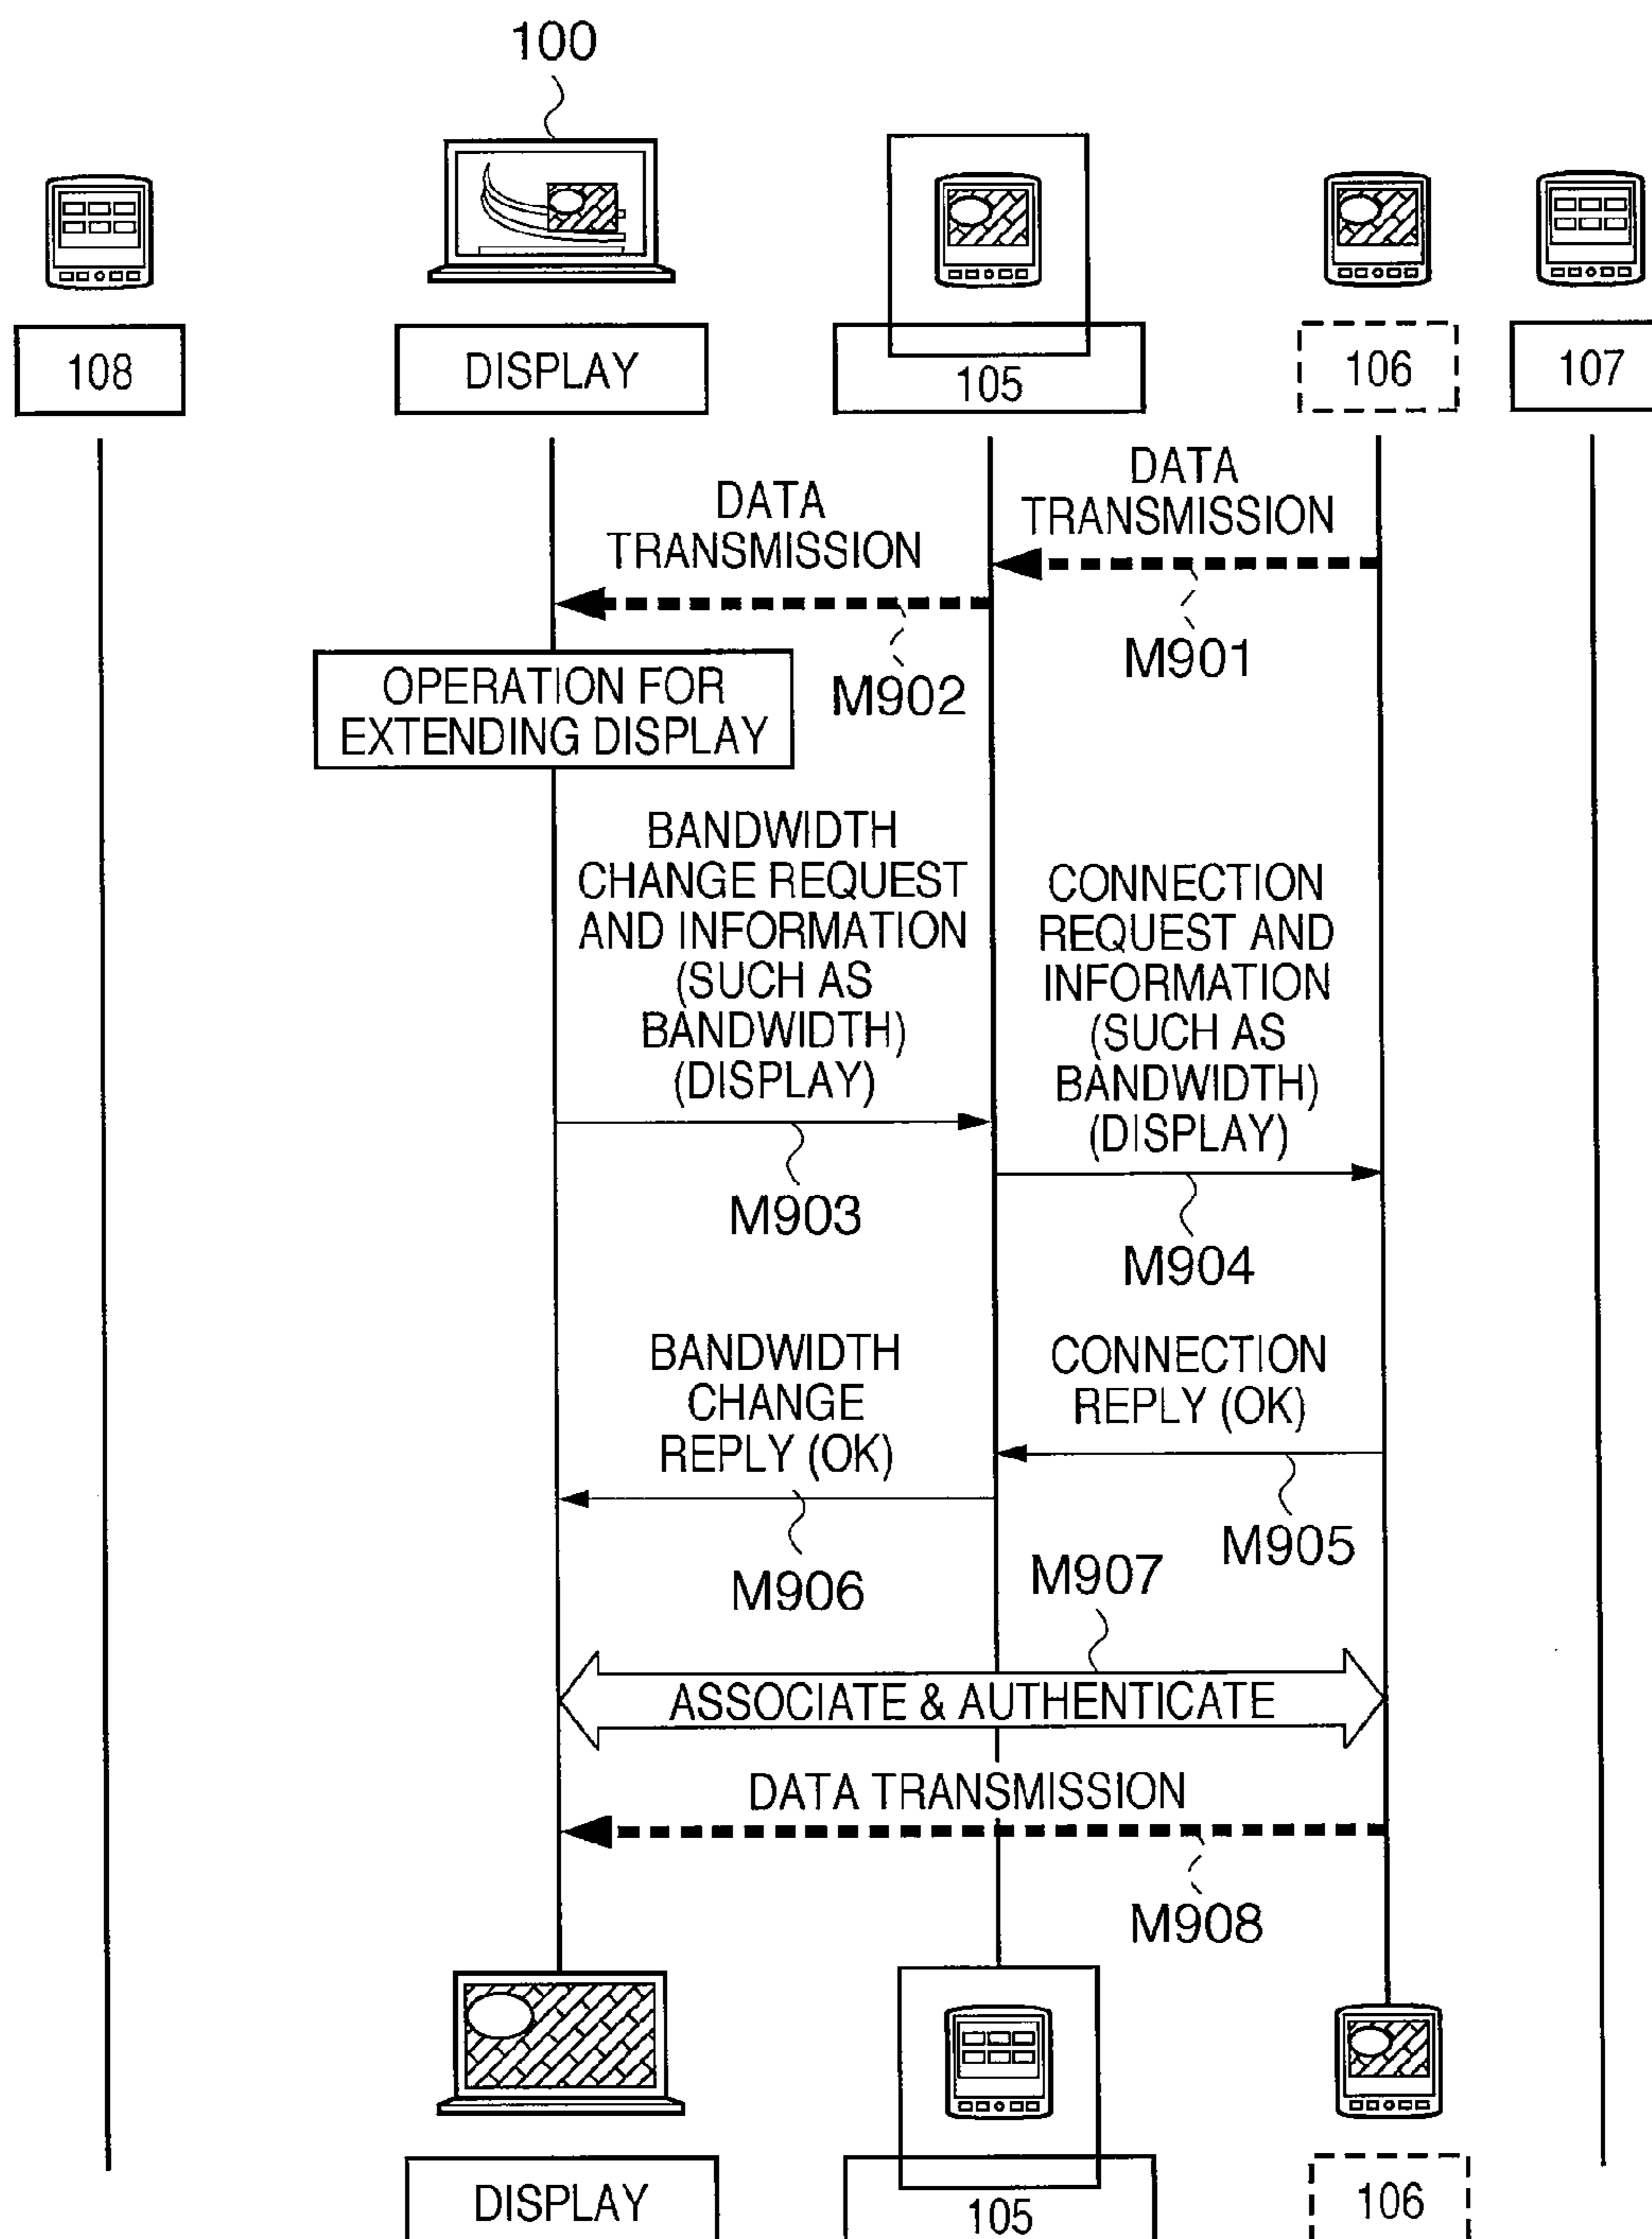 100
108
DISPLAY
105
106
107
DATA
TRANSMISSION
M901
DATA
TRANSMISSION
M902
OPERATION FOR
EXTENDING DISPLAY
BANDWIDTH
CHANGE REQUEST
AND INFORMATION
(SUCH AS
BANDWIDTH)
(DISPLAY)
M903
CONNECTION
REQUEST AND
INFORMATION
(SUCH AS
BANDWIDTH)
(DISPLAY)
M904
CONNECTION
REPLY (OK)
M905
BANDWIDTH
CHANGE
REPLY (OK)
M906
M907
ASSOCIATE & AUTHENTICATE
DATA TRANSMISSION
M908
DISPLAY
105
106